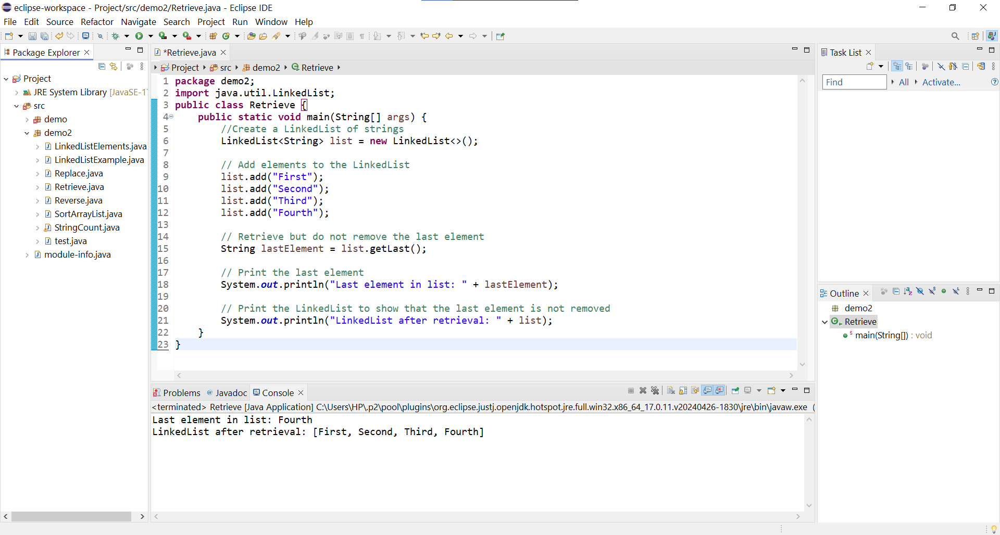 eclipse-workspace - Project/src/demo2/Retrieve.java - Eclipse IDE
File Edit Source Refactor Navigate Search Project Run Window Help
Package Explorer
Project
JRE System Library [JavaSE-17
src
demo
demo2
LinkedListElements.java
LinkedListExample.java
Replace.java
Retrieve.java
Reverse.java
SortArrayList.java
StringCount.java
test.java
module-info.java
*Retrieve.java
Project src demo2 Retrieve
1 package demo2;
2 import java.util.LinkedList;
3 public class Retrieve {
4 public static void main(String[] args) {
5 //Create a LinkedList of strings
6 LinkedList<String> list = new LinkedList<>();
7
8 // Add elements to the LinkedList
9 list.add("First");
10 list.add("Second");
11 list.add("Third");
12 list.add("Fourth");
13
14 // Retrieve but do not remove the last element
15 String lastElement = list.getLast();
16
17 // Print the last element
18 System.out.println("Last element in list: " + lastElement);
19
20 // Print the LinkedList to show that the last element is not removed
21 System.out.println("LinkedList after retrieval: " + list);
22 }
23 }
Problems Javadoc Console
<terminated> Retrieve [Java Application] C:\Users\HP\.p2\pool\plugins\org.eclipse.justj.openjdk.hotspot.jre.full.win32.x86_64_17.0.11.v20240426-1830\jre\bin\javaw.exe (
Last element in list: Fourth
LinkedList after retrieval: [First, Second, Third, Fourth]
Task List
Find All Activate...
Outline
demo2
Retrieve
main(String[]) : void